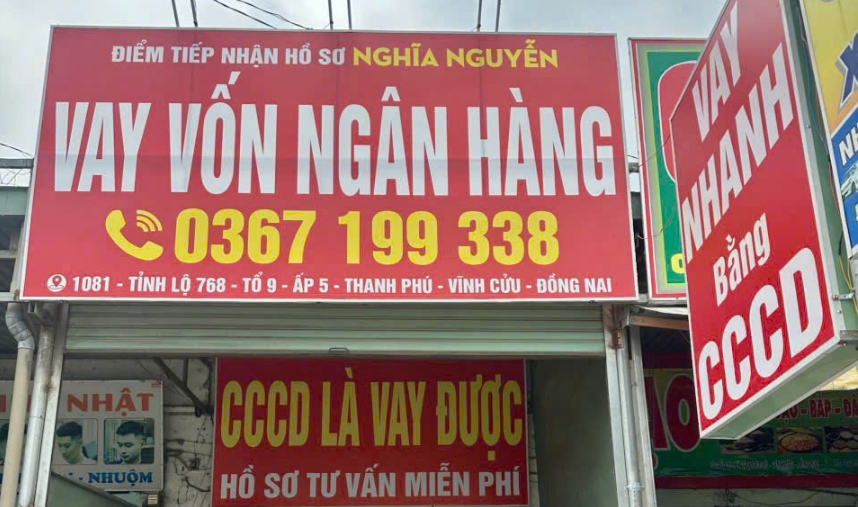 ĐIỂM TIẾP NHẬN HỒ SƠ NGHĨA NGUYỄN
VAY VỐN NGÂN HÀNG
0367 199 338
1081 - TỈNH LỘ 768 - TỔ 9 - ẤP 5 - THANH PHÚ - VĨNH CỬU - ĐỒNG NAI
VAY
NHANH
Bằng
CCCD
CCCD LÀ VAY ĐƯỢC
HỒ SƠ TƯ VẤN MIỄN PHÍ
NHẬT
NHUỘM
BẮP